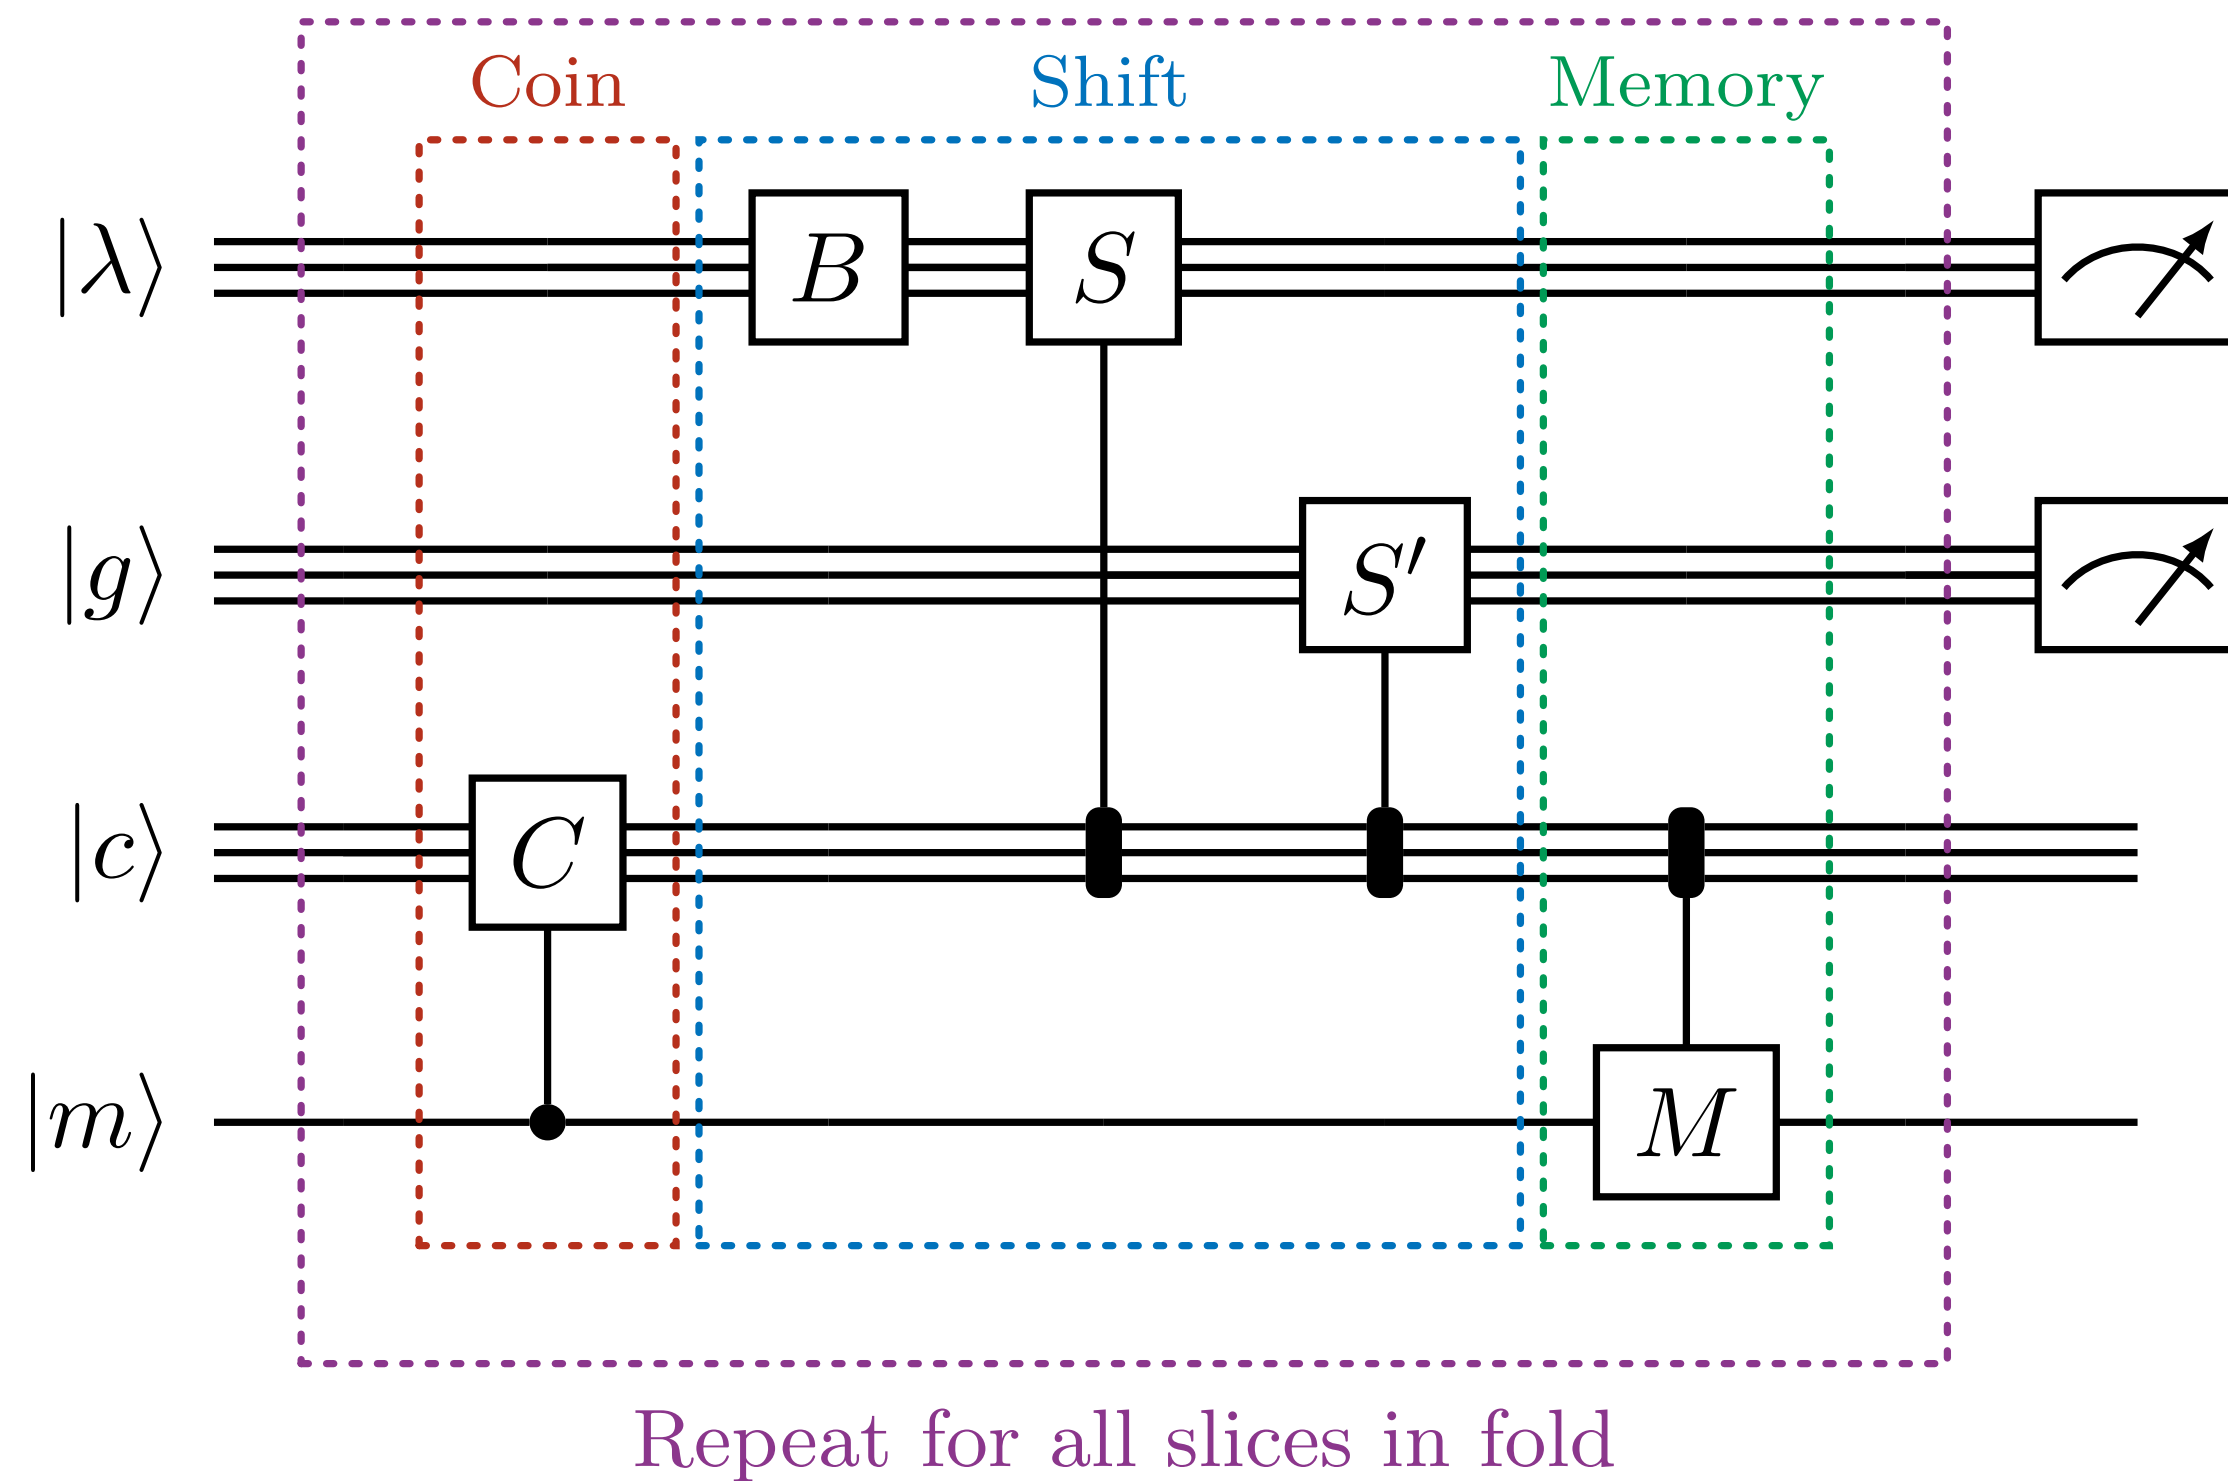 Coin Shift Memory
|λ⟩ B S
|g⟩ S′
|c⟩ C
|m⟩ M
Repeat for all slices in fold